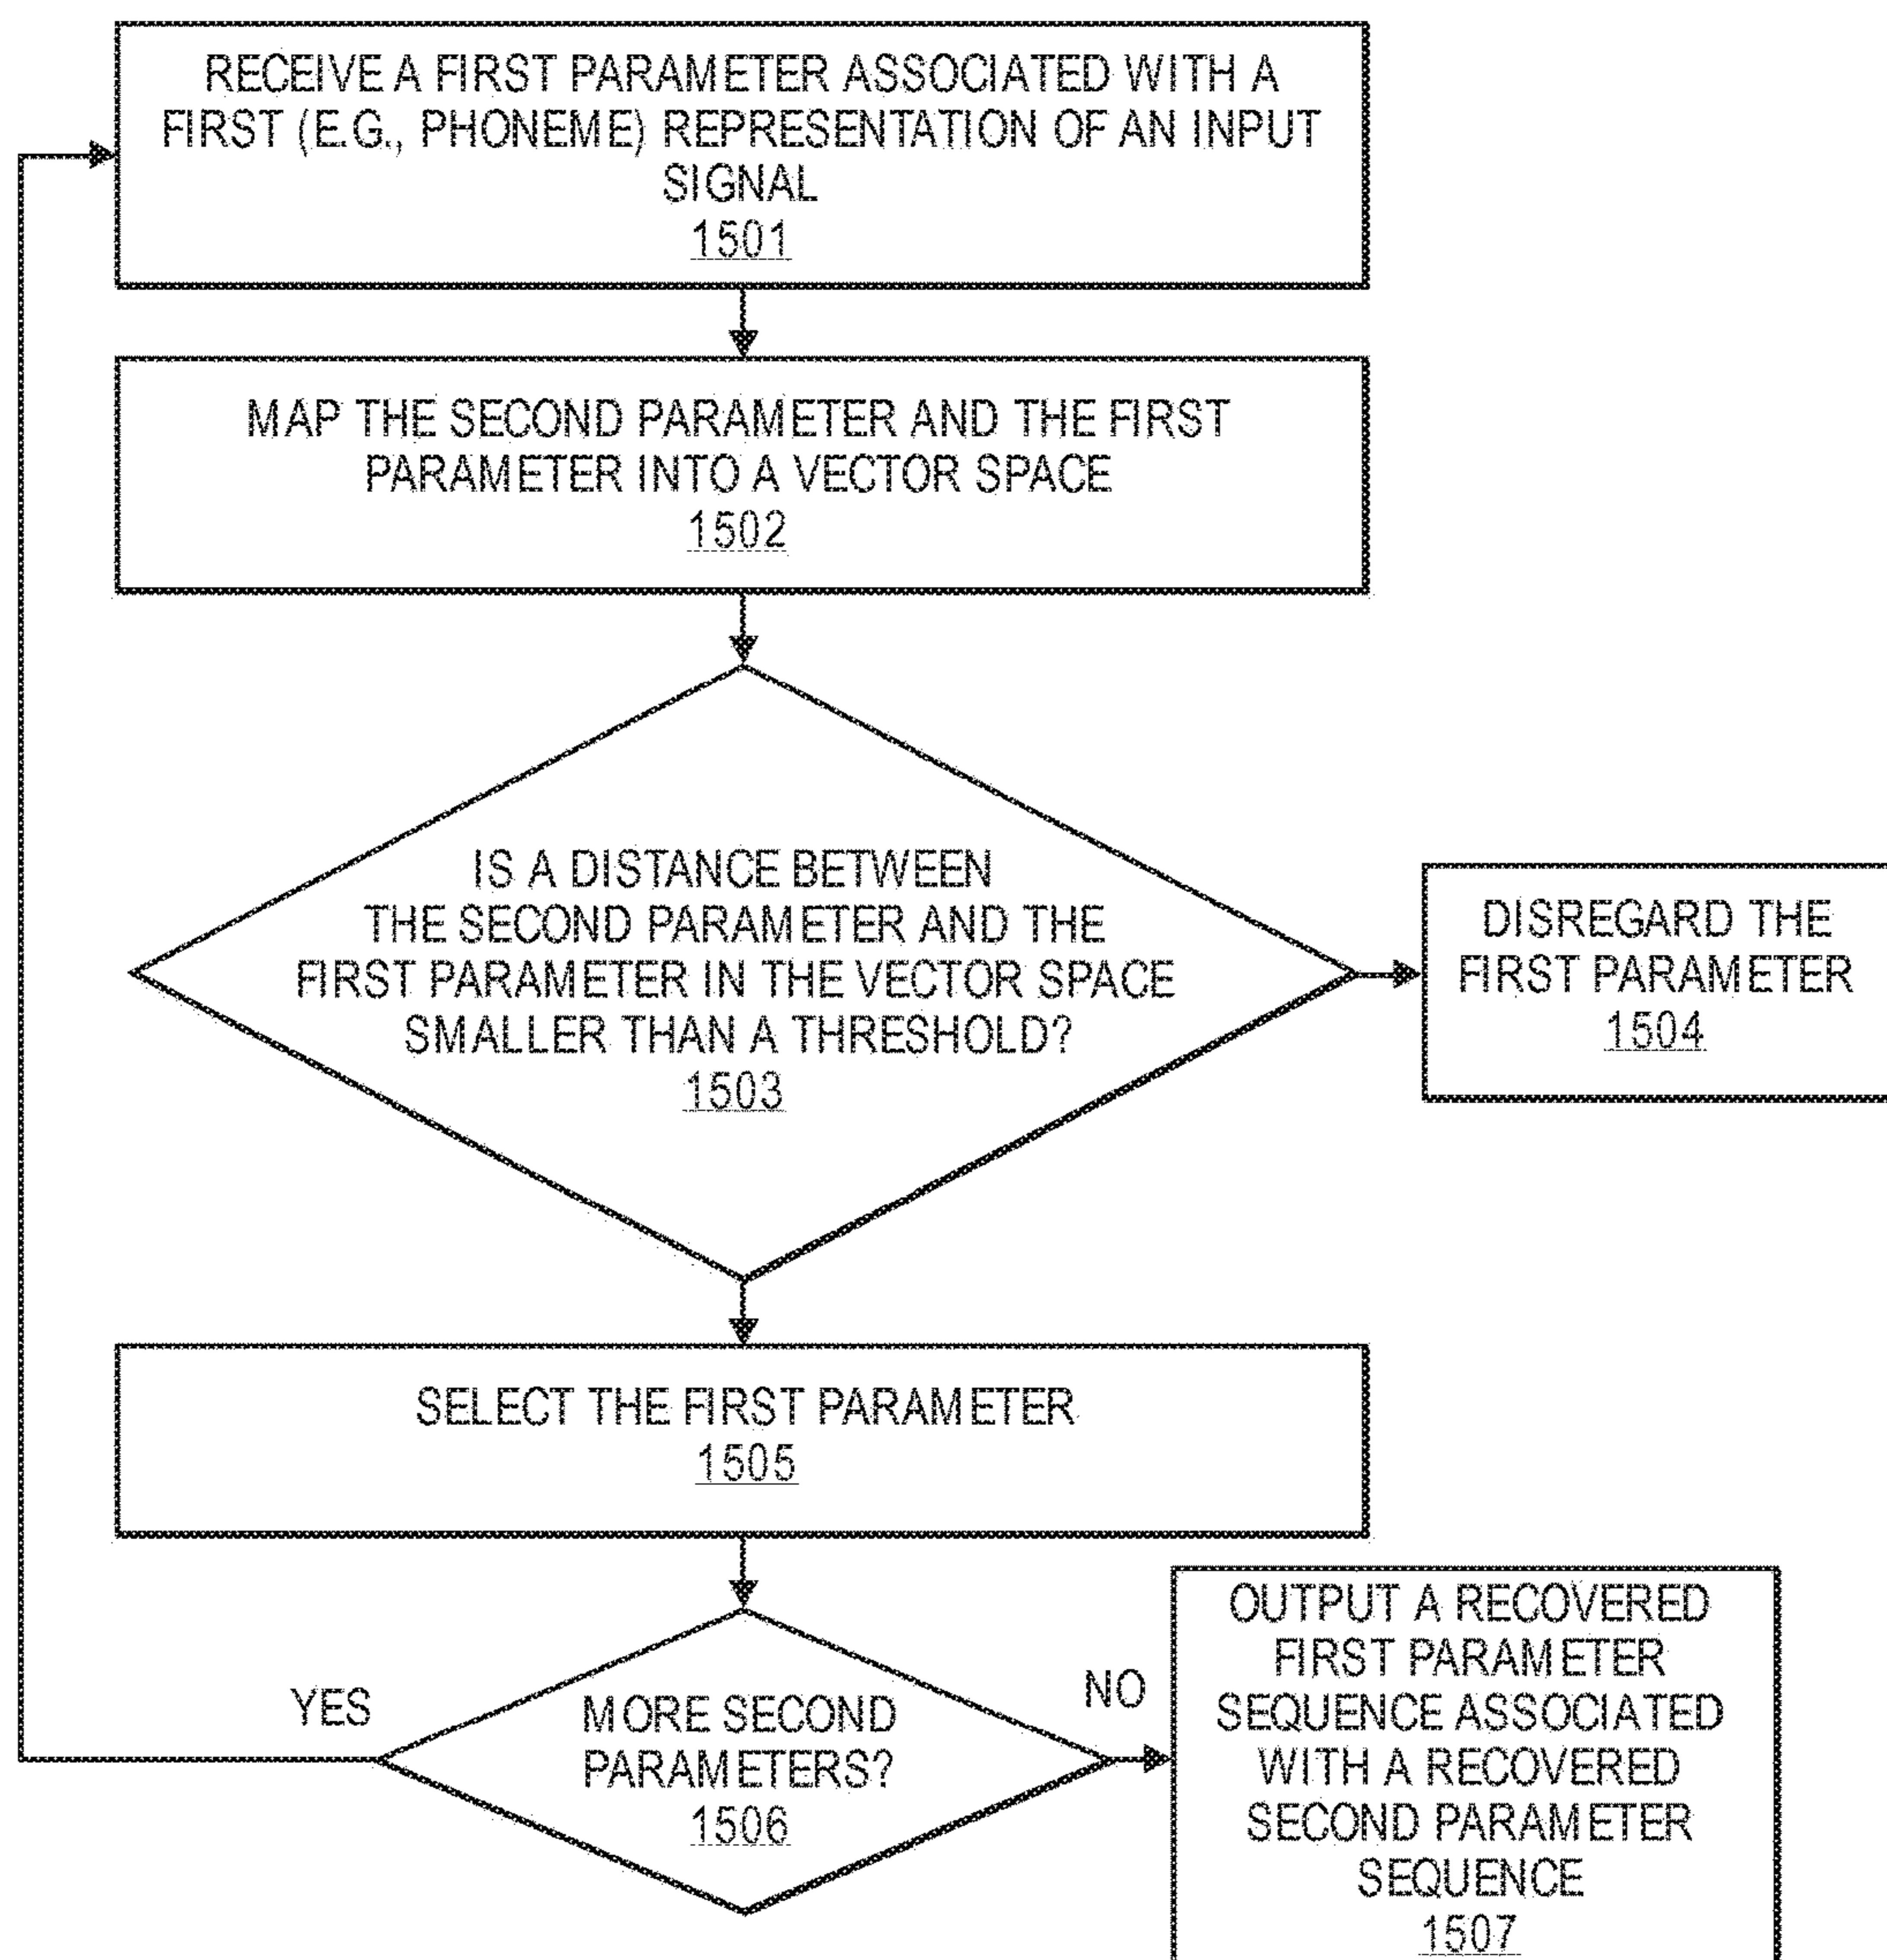 RECEIVE A FIRST PARAMETER ASSOCIATED WITH A
FIRST (E.G., PHONEME) REPRESENTATION OF AN INPUT
SIGNAL
1501
MAP THE SECOND PARAMETER AND THE FIRST
PARAMETER INTO A VECTOR SPACE
1502
IS A DISTANCE BETWEEN
THE SECOND PARAMETER AND THE
FIRST PARAMETER IN THE VECTOR SPACE
SMALLER THAN A THRESHOLD?
1503
DISREGARD THE
FIRST PARAMETER
1504
SELECT THE FIRST PARAMETER
1505
YES
MORE SECOND
PARAMETERS?
1506
NO
OUTPUT A RECOVERED
FIRST PARAMETER
SEQUENCE ASSOCIATED
WITH A RECOVERED
SECOND PARAMETER
SEQUENCE
1507